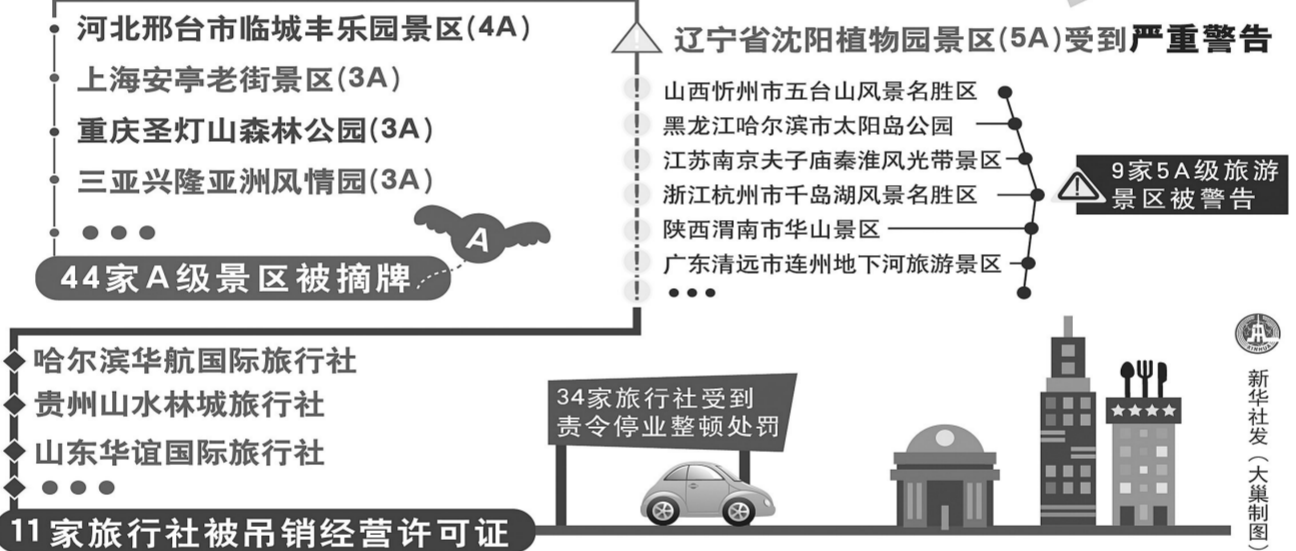 河北邢台市临城丰乐园景区(4A)
上海安亭老街景区(3A)
重庆圣灯山森林公园(3A)
三亚兴隆亚洲风情园(3A)
A
44家A级景区被摘牌
辽宁省沈阳植物园景区(5A)受到严重警告
山西忻州市五台山风景名胜区
黑龙江哈尔滨市太阳岛公园
江苏南京夫子庙秦淮风光带景区
浙江杭州市千岛湖风景名胜区
陕西渭南市华山景区
广东清远市连州地下河旅游景区
9家5A级旅游
景区被警告
哈尔滨华航国际旅行社
贵州山水林城旅行社
山东华谊国际旅行社
11家旅行社被吊销经营许可证
34家旅行社受到
责令停业整顿处罚
XINHUA
新华社发（大巢制图）